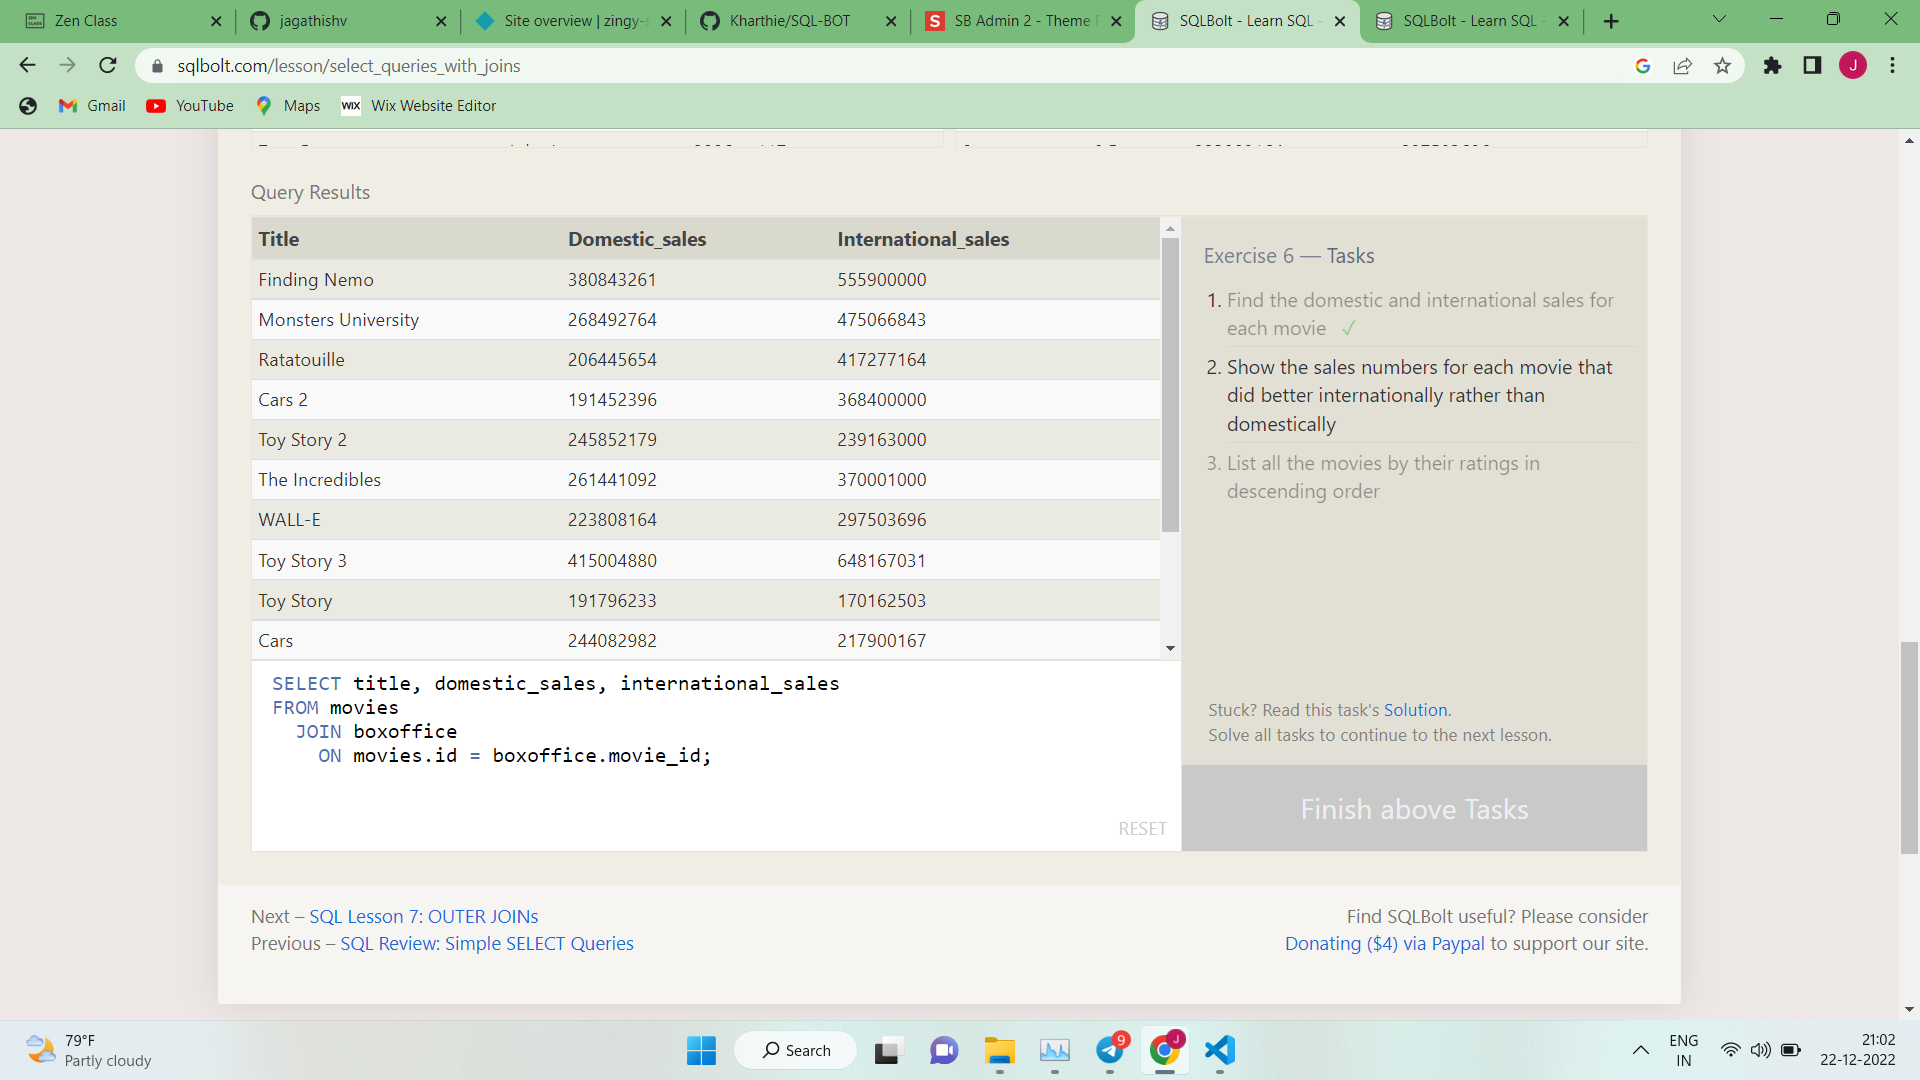 Zen Class
jagathishv
Site overview | zingy-s
Kharthie/SQL-BOT
SB Admin 2 - Theme P
SQLBolt - Learn SQL -
SQLBolt - Learn SQL -
sqlbolt.com/lesson/select_queries_with_joins
J
Gmail
YouTube
Maps
WIX
Wix Website Editor
Query Results
Title Domestic_sales International_sales
Finding Nemo 380843261 555900000
Monsters University 268492764 475066843
Ratatouille 206445654 417277164
Cars 2 191452396 368400000
Toy Story 2 245852179 239163000
The Incredibles 261441092 370001000
WALL-E 223808164 297503696
Toy Story 3 415004880 648167031
Toy Story 191796233 170162503
Cars 244082982 217900167
SELECT title, domestic_sales, international_sales
FROM movies
JOIN boxoffice
ON movies.id = boxoffice.movie_id;
RESET
Exercise 6 — Tasks
1. Find the domestic and international sales for
each movie ✓
2. Show the sales numbers for each movie that
did better internationally rather than
domestically
3. List all the movies by their ratings in
descending order
Stuck? Read this task's Solution.
Solve all tasks to continue to the next lesson.
Finish above Tasks
Next – SQL Lesson 7: OUTER JOINs
Previous – SQL Review: Simple SELECT Queries
Find SQLBolt useful? Please consider
Donating ($4) via Paypal to support our site.
79°F
Partly cloudy
Search
9
J
ENG
IN
21:02
22-12-2022